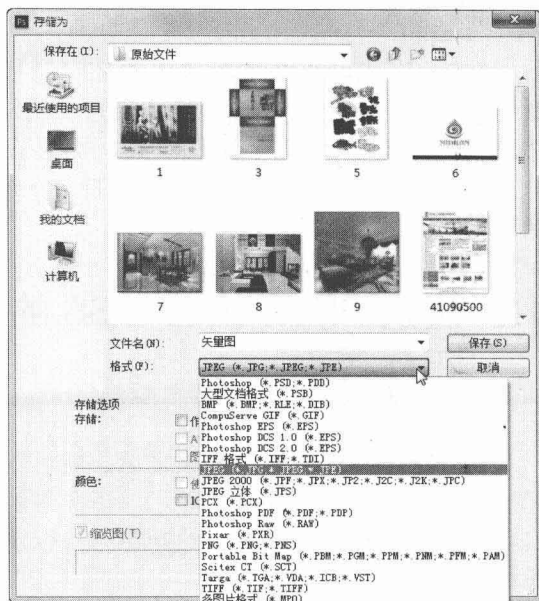 Ps 存储为
保存在(I): 原始文件
最近使用的项目
桌面
我的文档
计算机
1 3 5 6
7 8 9 41090500
文件名(N): 矢量图 保存(S)
格式(F): JPEG (*.JPG;*.JPEG;*.JPE) 取消
Photoshop (*.PSD;*.PDD)
大型文档格式 (*.PSB)
BMP (*.BMP;*.RLE;*.DIB)
CompuServe GIF (*.GIF)
Photoshop EPS (*.EPS)
Photoshop DCS 1.0 (*.EPS)
Photoshop DCS 2.0 (*.EPS)
IFF 格式 (*.IFF;*.TDI)
JPEG (*.JPG;*.JPEG;*.JPE)
JPEG 2000 (*.JPF;*.JPX;*.JP2;*.J2C;*.J2K;*.JPC)
JPEG 立体 (*.JPS)
PCX (*.PCX)
Photoshop PDF (*.PDF;*.PDP)
Photoshop Raw (*.RAW)
Pixar (*.PXR)
PNG (*.PNG;*.PNS)
Portable Bit Map (*.PBM;*.PGM;*.PPM;*.PNM;*.PFM;*.PAM)
Scitex CT (*.SCT)
Targa (*.TGA;*.VDA;*.ICB;*.VST)
TIFF (*.TIF;*.TIFF)
多图片格式 (*.MPO)
存储选项
存储: 作
颜色:
缩览图(T)